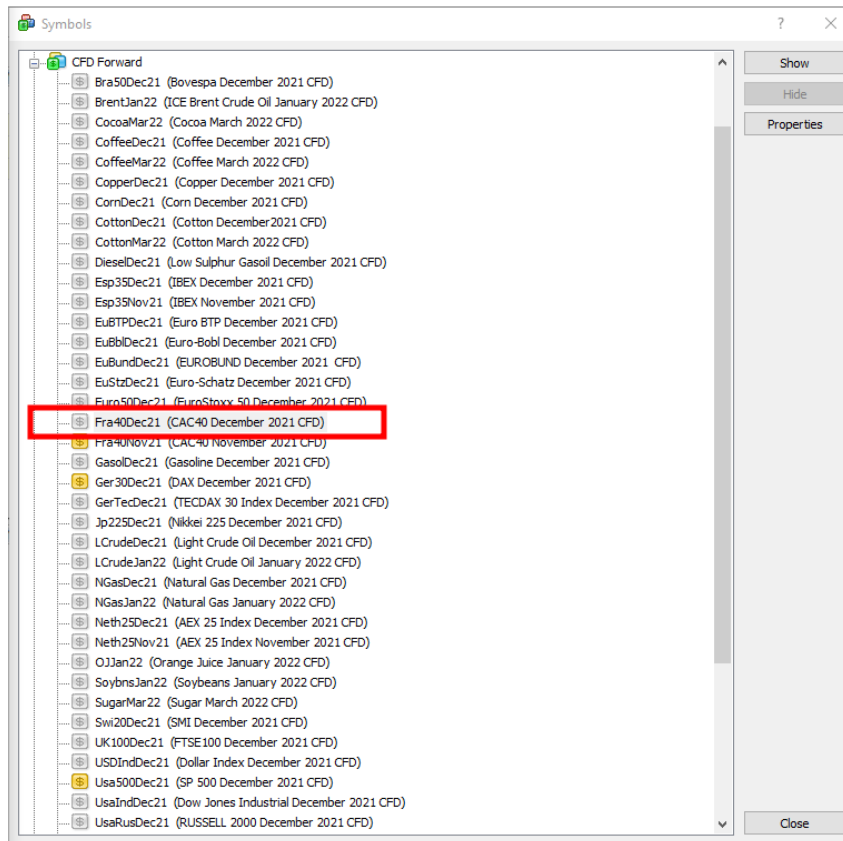 Symbols
?
CFD Forward
Show
Bra50Dec21 (Bovespa December 2021 CFD)
Hide
BrentJan22 (ICE Brent Crude Oil January 2022 CFD)
CocoaMar22 (Cocoa March 2022 CFD)
Properties
CoffeeDec21 (Coffee December 2021 CFD)
CoffeeMar22 (Coffee March 2022 CFD)
CopperDec21 (Copper December 2021 CFD)
CornDec21 (Corn December 2021 CFD)
CottonDec21 (Cotton December2021 CFD)
CottonMar22 (Cotton March 2022 CFD)
DieselDec21 (Low Sulphur Gasoil December 2021 CFD)
Esp35Dec21 (IBEX December 2021 CFD)
Esp35Nov21 (IBEX November 2021 CFD)
EuBTPDec21 (Euro BTP December 2021 CFD)
EuBblDec21 (Euro-Bobl December 2021 CFD)
EuBundDec21 (EUROBUND December 2021 CFD)
EuStzDec21 (Euro-Schatz December 2021 CFD)
Euro50Dec21 (EuroStoxx 50 December 2021 CFD)
Fra40Dec21 (CAC40 December 2021 CFD)
Fra40Nov21 (CAC40 November 2021 CFD)
GasolDec21 (Gasoline December 2021 CFD)
Ger30Dec21 (DAX December 2021 CFD)
GerTecDec21 (TECDAX 30 Index December 2021 CFD)
Jp225Dec21 (Nikkei 225 December 2021 CFD)
LCrudeDec21 (Light Crude Oil December 2021 CFD)
LCrudeJan22 (Light Crude Oil January 2022 CFD)
NGasDec21 (Natural Gas December 2021 CFD)
NGasJan22 (Natural Gas January 2022 CFD)
Neth25Dec21 (AEX 25 Index December 2021 CFD)
Neth25Nov21 (AEX 25 Index November 2021 CFD)
OJJan22 (Orange Juice January 2022 CFD)
SoybnsJan22 (Soybeans January 2022 CFD)
SugarMar22 (Sugar March 2022 CFD)
Swi20Dec21 (SMI December 2021 CFD)
UK100Dec21 (FTSE100 December 2021 CFD)
USDIndDec21 (Dollar Index December 2021 CFD)
Usa500Dec21 (SP 500 December 2021 CFD)
UsaIndDec21 (Dow Jones Industrial December 2021 CFD)
UsaRusDec21 (RUSSELL 2000 December 2021 CFD)
Close